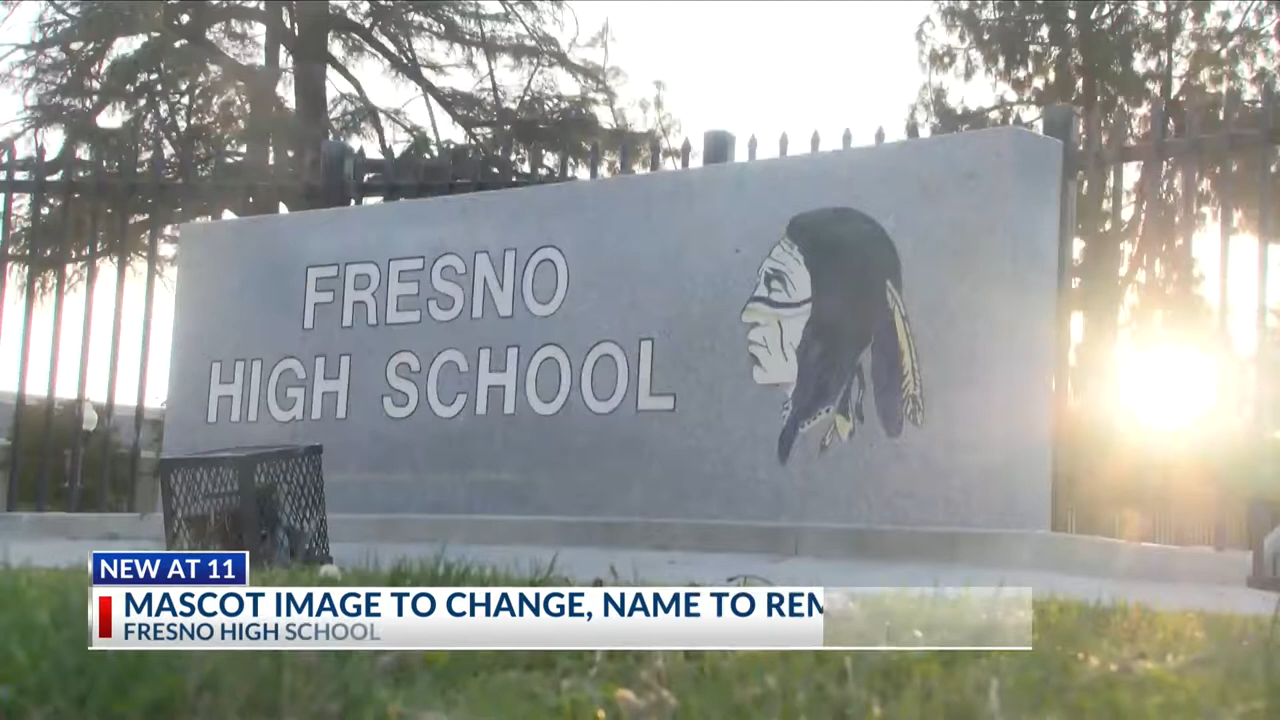 FRESNO
HIGH SCHOOL
NEW AT 11
MASCOT IMAGE TO CHANGE, NAME TO
FRESNO HIGH SCHOOL